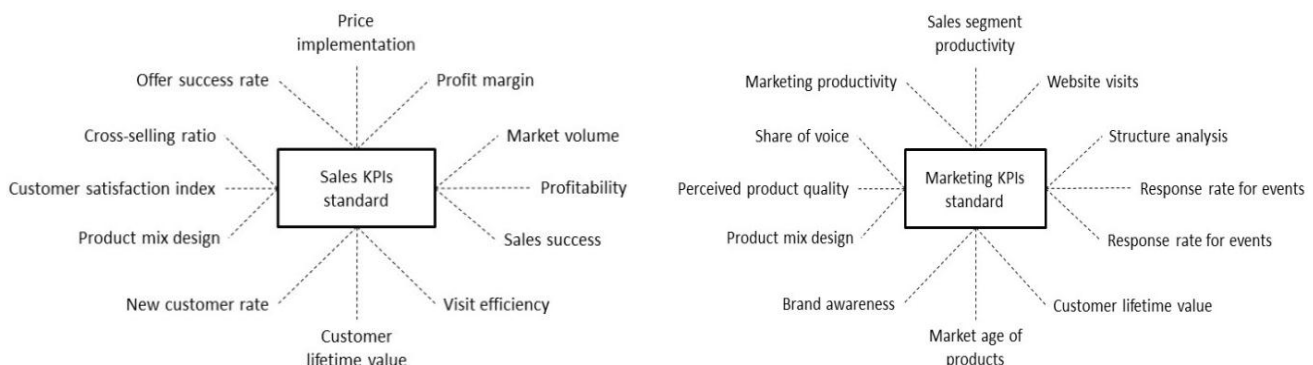 Price
implementation
Offer success rate
Profit margin
Cross-selling ratio
Market volume
Customer satisfaction index
Sales KPIs
standard
Profitability
Product mix design
Sales success
New customer rate
Visit efficiency
Customer
lifetime value
Sales segment
productivity
Marketing productivity
Website visits
Share of voice
Structure analysis
Perceived product quality
Marketing KPIs
standard
Response rate for events
Product mix design
Response rate for events
Brand awareness
Customer lifetime value
Market age of
products